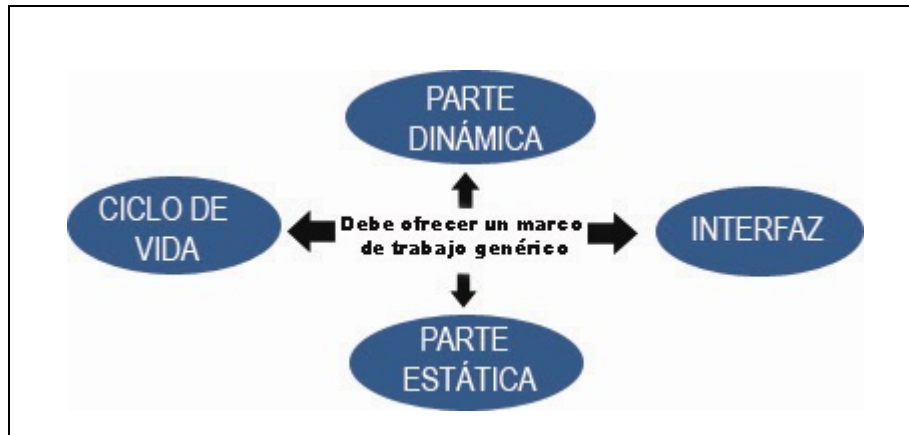 PARTE
DINÁMICA
CICLO DE
VIDA
Debe ofrecer un marco
de trabajo genérico
INTERFAZ
PARTE
ESTÁTICA